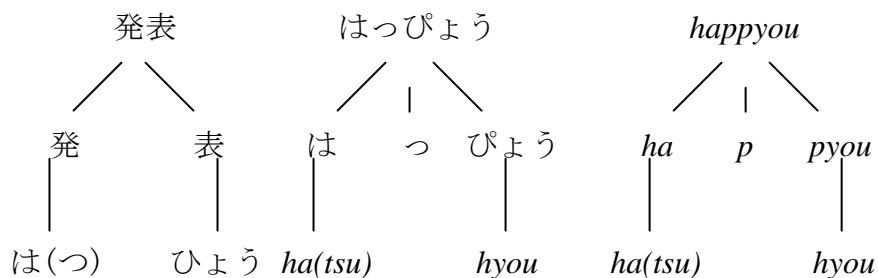 発表 はっぴょう happyou
発 表 は っ ぴょう ha p pyou
は(つ) ひょう ha(tsu) hyou ha(tsu) hyou